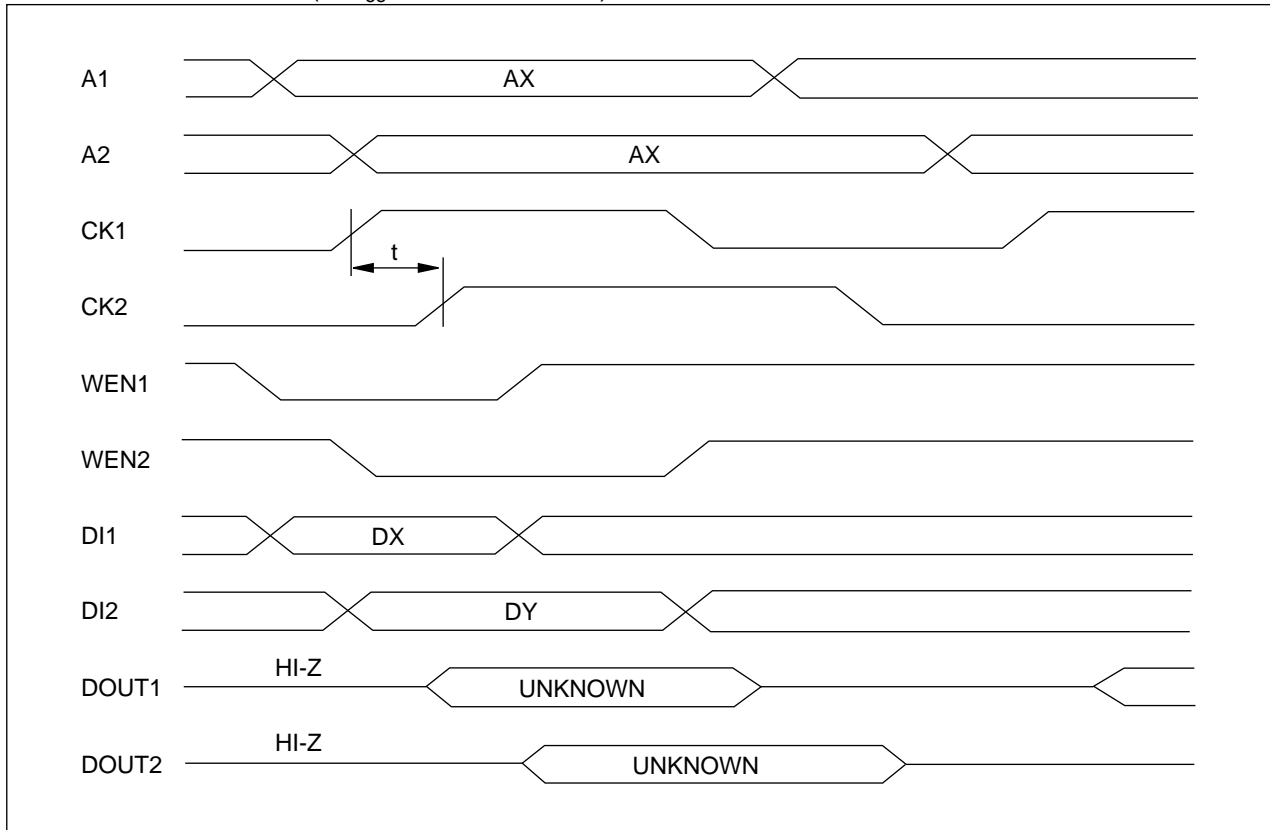 A1 AX
A2 AX
CK1
t
CK2
WEN1
WEN2
DI1 DX
DI2 DY
HI-Z
DOUT1 UNKNOWN
HI-Z
DOUT2 UNKNOWN